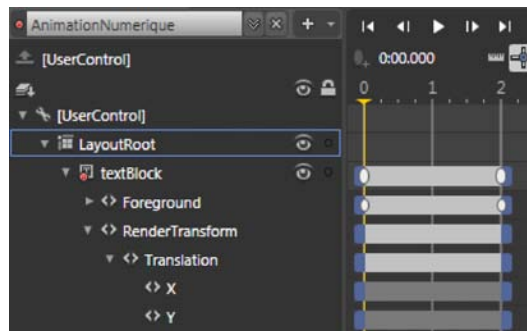 AnimationNumerique
[UserControl]
0:00.000
0 1 2
[UserControl]
LayoutRoot
textBlock
Foreground
RenderTransform
Translation
X
Y